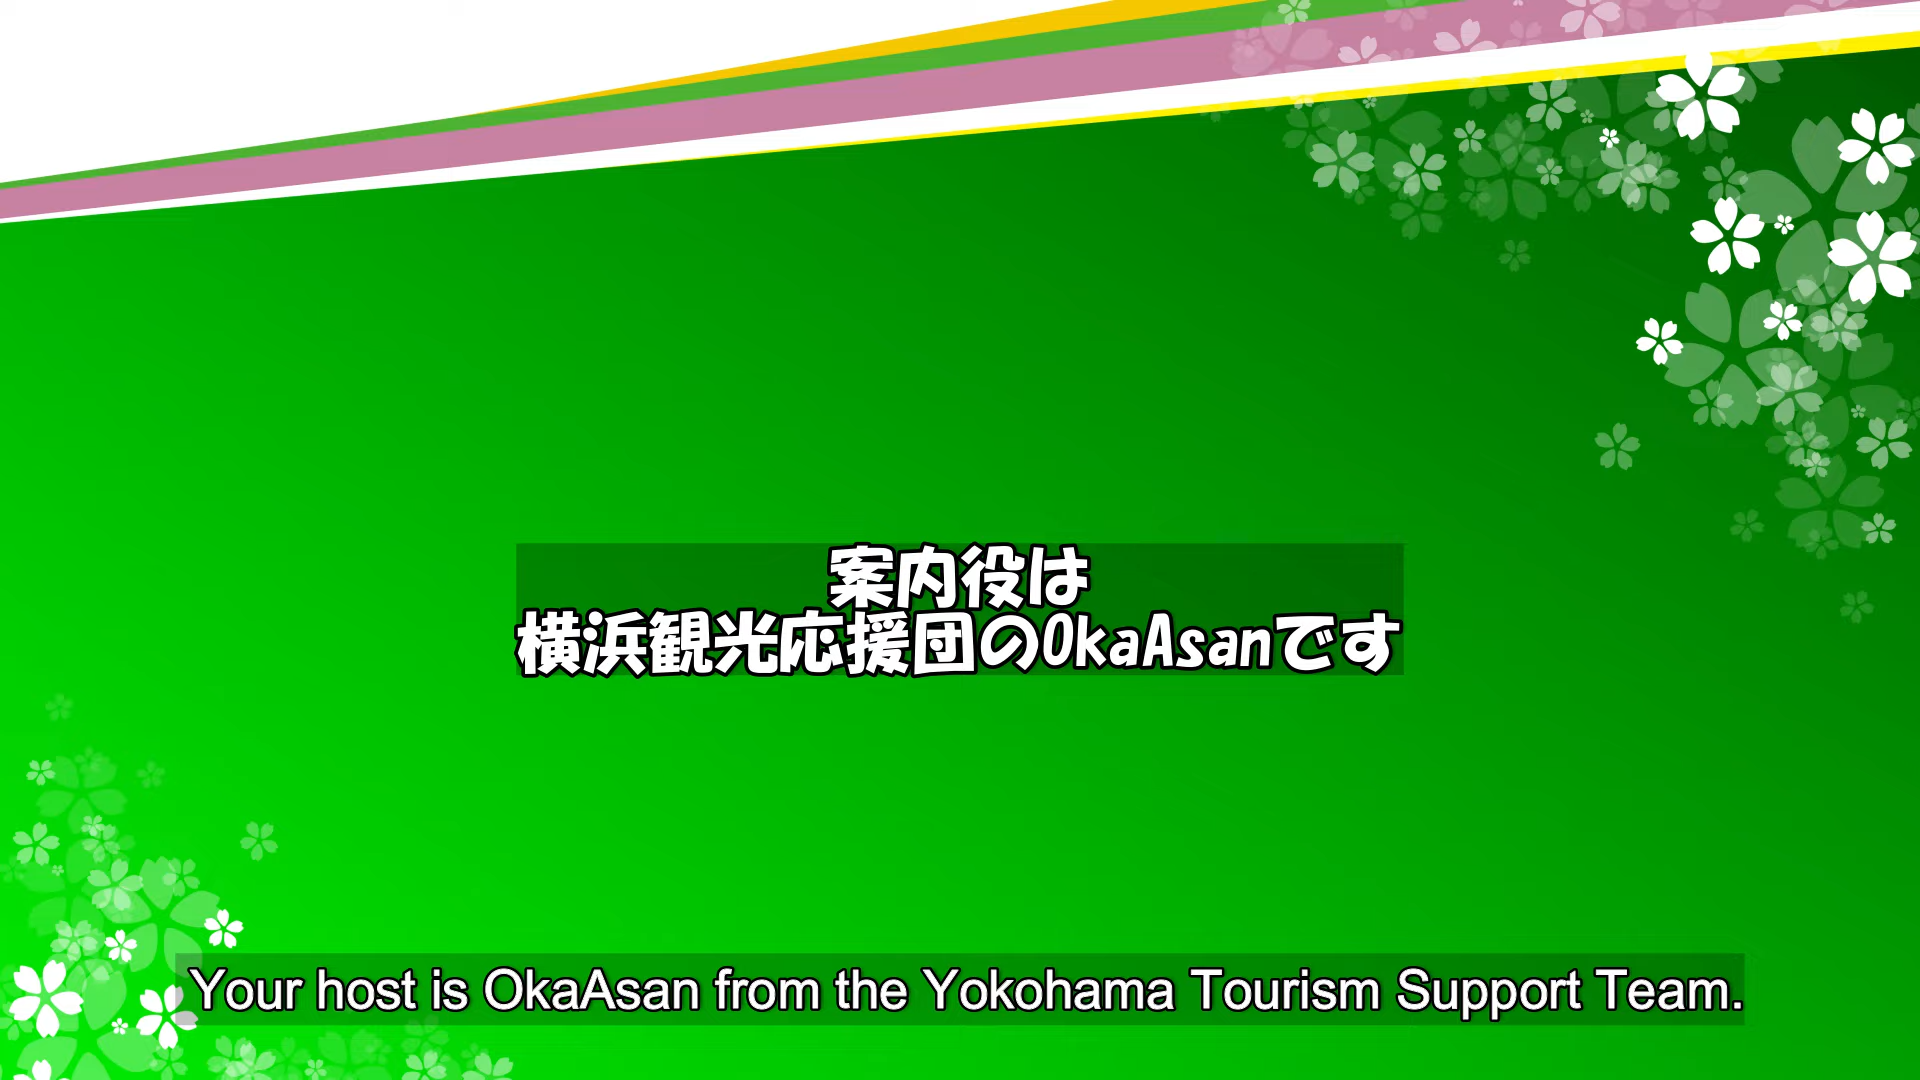 案内役は
横浜観光応援団のOkaAsanです
Your host is OkaAsan from the Yokohama Tourism Support Team.